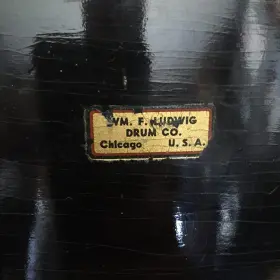 WM. F. LUDWIG
DRUM CO.
Chicago U. S. A.